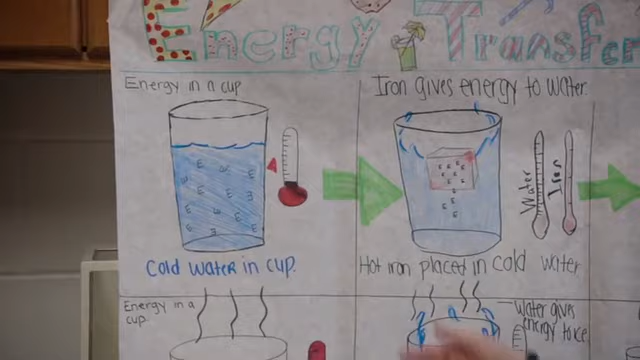 Energy Transfer
Energy in a cup
Iron gives energy to water
E E E E E E E E E
E E E E E E E E E E E
Water
Iron
Cold water in cup.
Hot iron placed in cold water
Energy in a
cup
Water gives
energy to ice